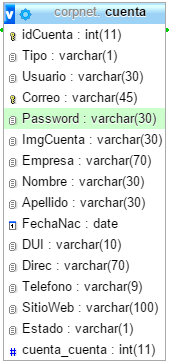 v corpnet. cuenta
idCuenta : int(11)
Tipo : varchar(1)
Usuario : varchar(30)
Correo : varchar(45)
Password : varchar(30)
ImgCuenta : varchar(30)
Empresa : varchar(70)
Nombre : varchar(30)
Apellido : varchar(30)
FechaNac : date
DUI : varchar(10)
Direc : varchar(70)
Telefono : varchar(9)
SitioWeb : varchar(100)
Estado : varchar(1)
# cuenta_cuenta : int(11)